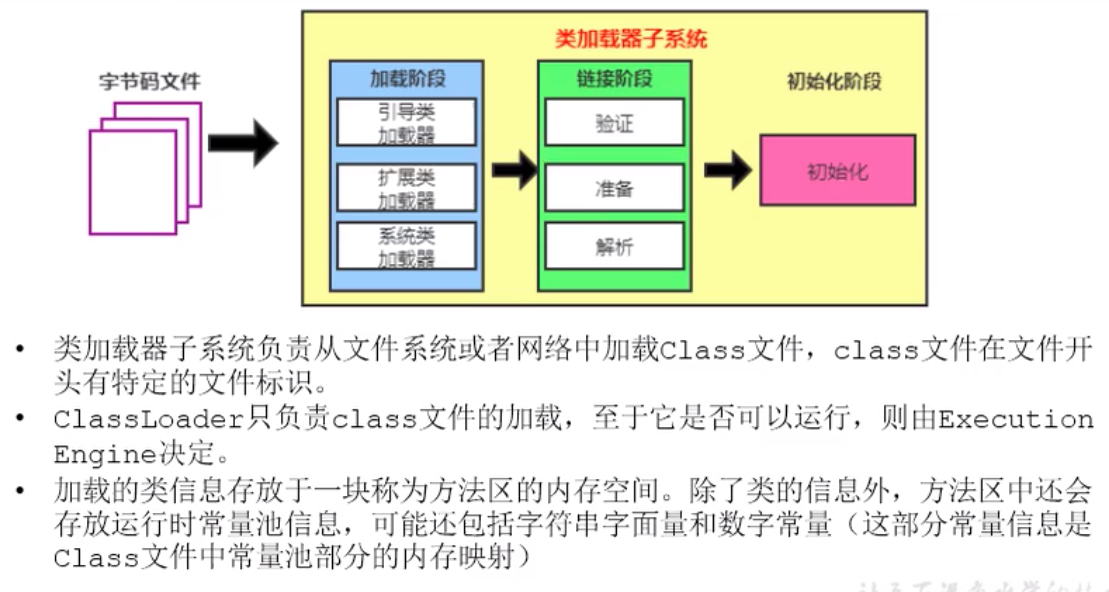 类加载器子系统
字节码文件
加载阶段
引导类
加载器
扩展类
加载器
系统类
加载器
链接阶段
验证
准备
解析
初始化阶段
初始化
• 类加载器子系统负责从文件系统或者网络中加载Class文件，class文件在文件开
头有特定的文件标识。
• ClassLoader只负责class文件的加载，至于它是否可以运行，则由Execution
Engine决定。
• 加载的类信息存放于一块称为方法区的内存空间。除了类的信息外，方法区中还会
存放运行时常量池信息，可能还包括字符串字面量和数字常量（这部分常量信息是
Class文件中常量池部分的内存映射）